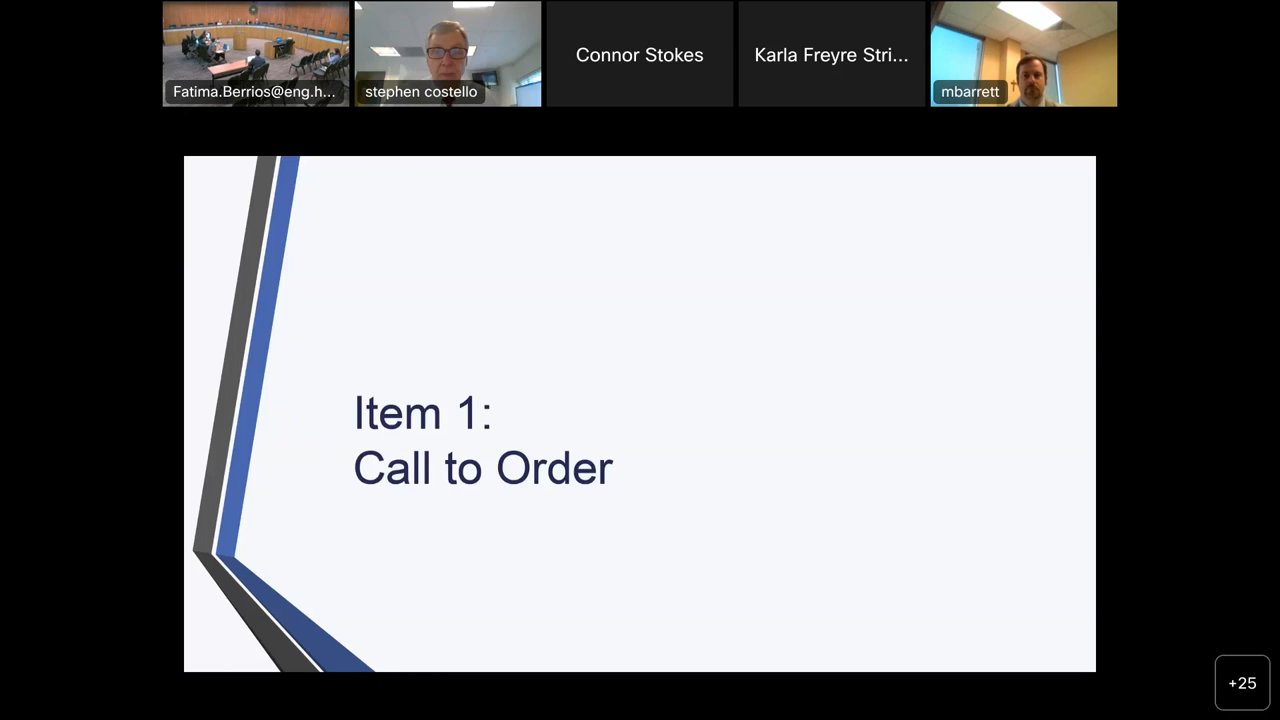 Fatima.Berrios@eng.h...
stephen costello
Connor Stokes
Karla Freyre Stri...
mbarrett
Item 1:
Call to Order
+25